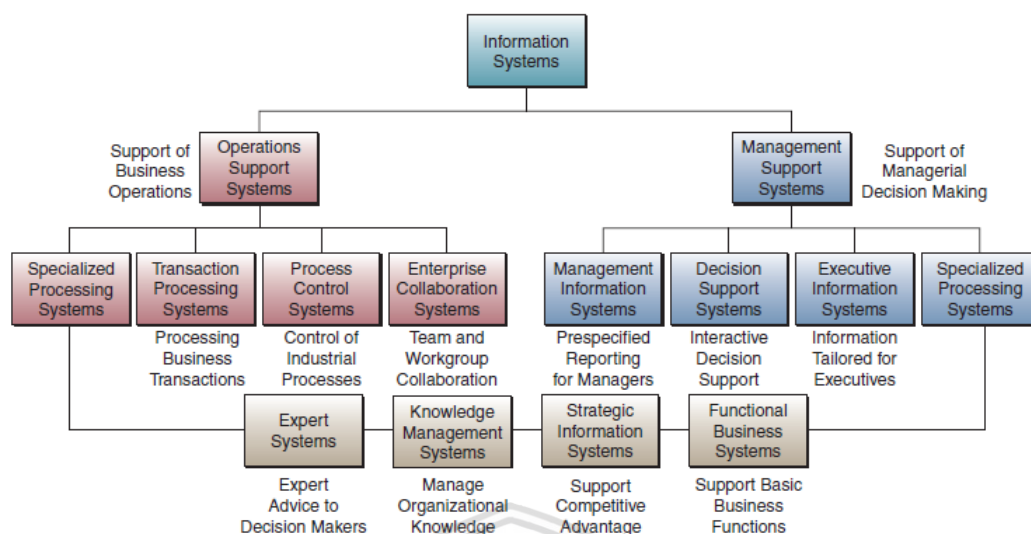 Information
Systems
Support of
Business
Operations
Operations
Support
Systems
Management
Support
Systems
Support of
Managerial
Decision Making
Specialized
Processing
Systems
Transaction
Processing
Systems
Process
Control
Systems
Enterprise
Collaboration
Systems
Management
Information
Systems
Decision
Support
Systems
Executive
Information
Systems
Specialized
Processing
Systems
Processing
Business
Transactions
Control of
Industrial
Processes
Team and
Workgroup
Collaboration
Prespecified
Reporting
for Managers
Interactive
Decision
Support
Information
Tailored for
Executives
Expert
Systems
Knowledge
Management
Systems
Strategic
Information
Systems
Functional
Business
Systems
Expert
Advice to
Decision Makers
Manage
Organizational
Knowledge
Support
Competitive
Advantage
Support Basic
Business
Functions